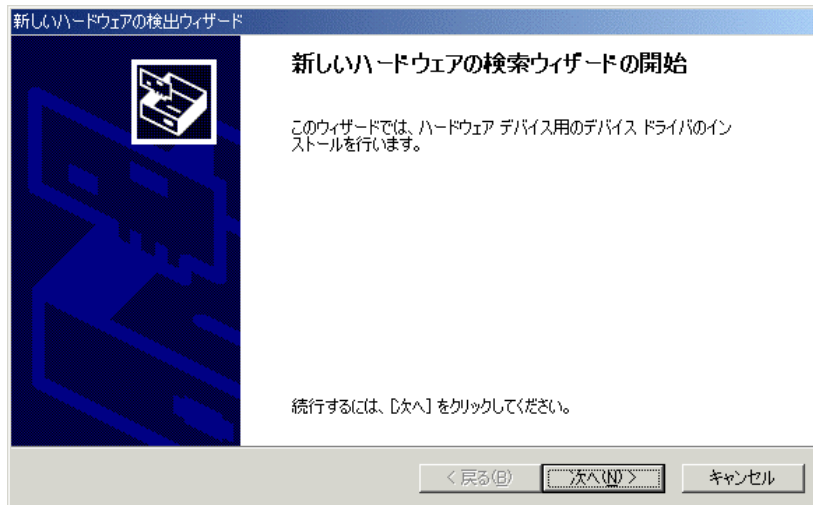 新しいハードウェアの検出ウィザード
新しいハードウェアの検索ウィザードの開始
このウィザードでは、ハードウェア デバイス用のデバイス ドライバのイン
ストールを行います。
続行するには、[次へ] をクリックしてください。
< 戻る(B)
次へ(N) >
キャンセル